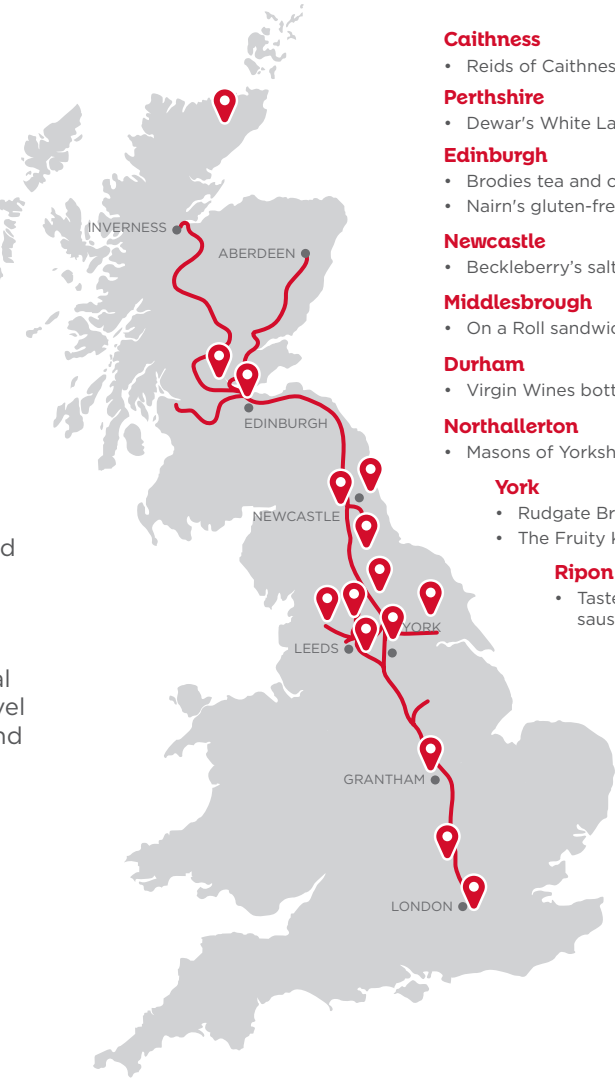 Caithness
• Reids of Caithnes
Perthshire
• Dewar's White La
Edinburgh
• Brodies tea and c
• Nairn's gluten-fre
Newcastle
• Beckleberry's salt
Middlesbrough
• On a Roll sandwic
Durham
• Virgin Wines bott
Northallerton
• Masons of Yorksh
York
• Rudgate Br
• The Fruity
Ripon
• Taste
saus
INVERNESS
ABERDEEN
EDINBURGH
NEWCASTLE
YORK
LEEDS
GRANTHAM
LONDON
d
al
vel
nd